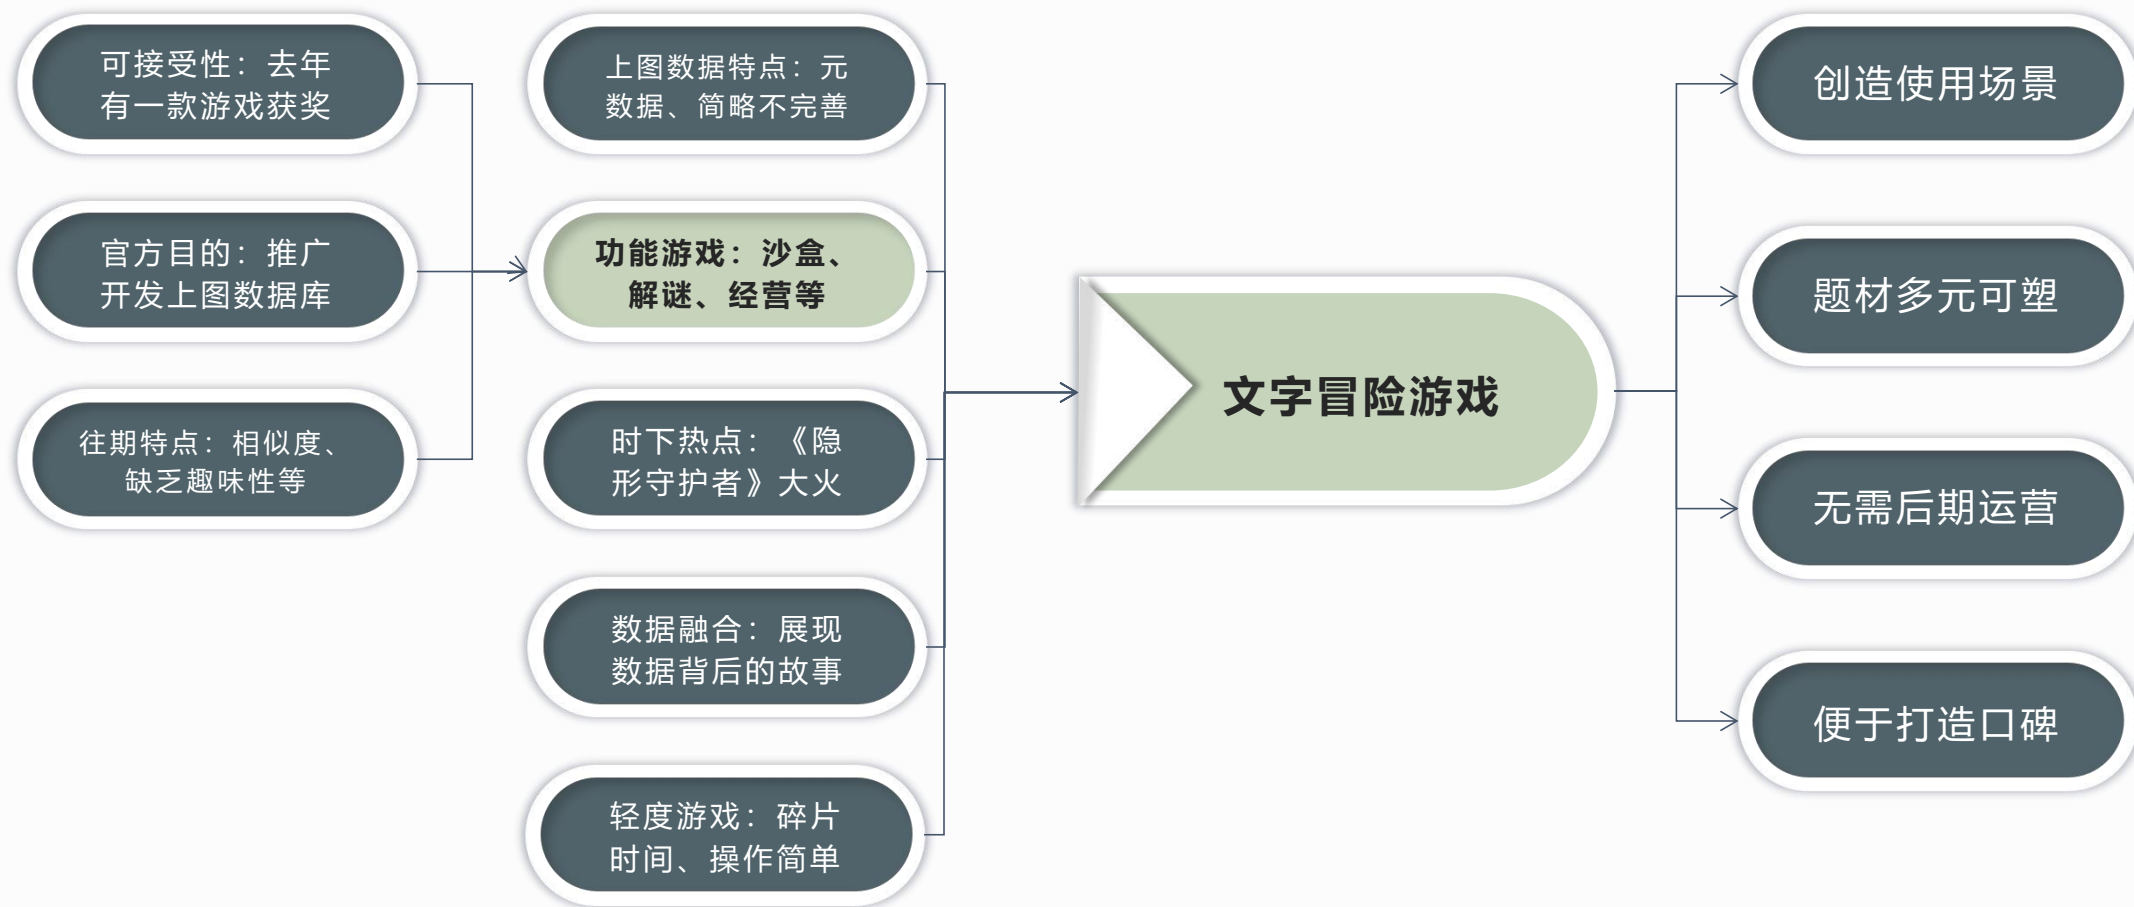 可接受性：去年
有一款游戏获奖
官方目的：推广
开发上图数据库
往期特点：相似度、
缺乏趣味性等
上图数据特点：元
数据、简略不完善
功能游戏：沙盒、
解谜、经营等
时下热点：《隐
形守护者》大火
数据融合：展现
数据背后的故事
轻度游戏：碎片
时间、操作简单
文字冒险游戏
创造使用场景
题材多元可塑
无需后期运营
便于打造口碑